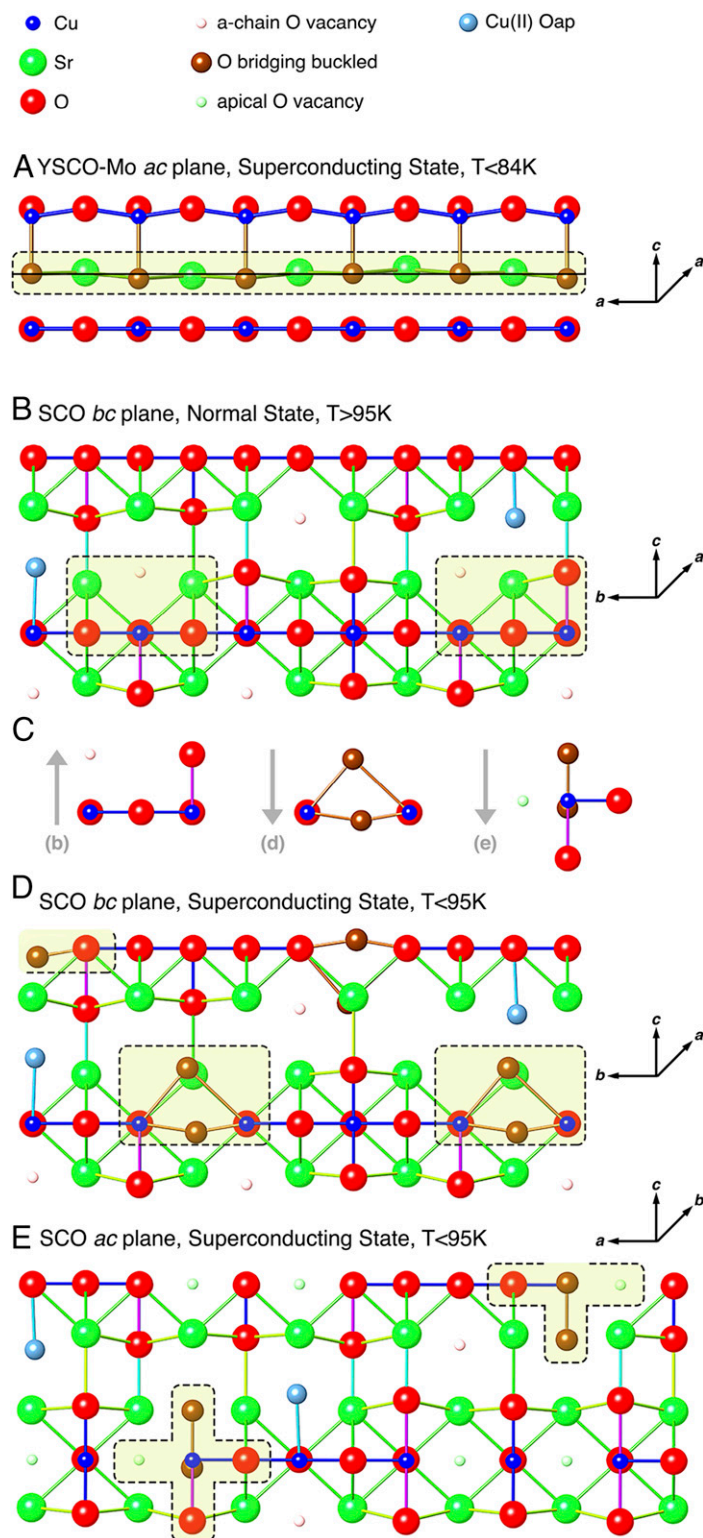 Cu
a-chain O vacancy
Cu(II) Oap
Sr
O bridging buckled
O
apical O vacancy
A YSCO-Mo ac plane, Superconducting State, T<84K
c
a
a
B SCO bc plane, Normal State, T>95K
c
a
b
C
(b)
(d)
(e)
D SCO bc plane, Superconducting State, T<95K
c
a
b
c
b
a
E SCO ac plane, Superconducting State, T<95K